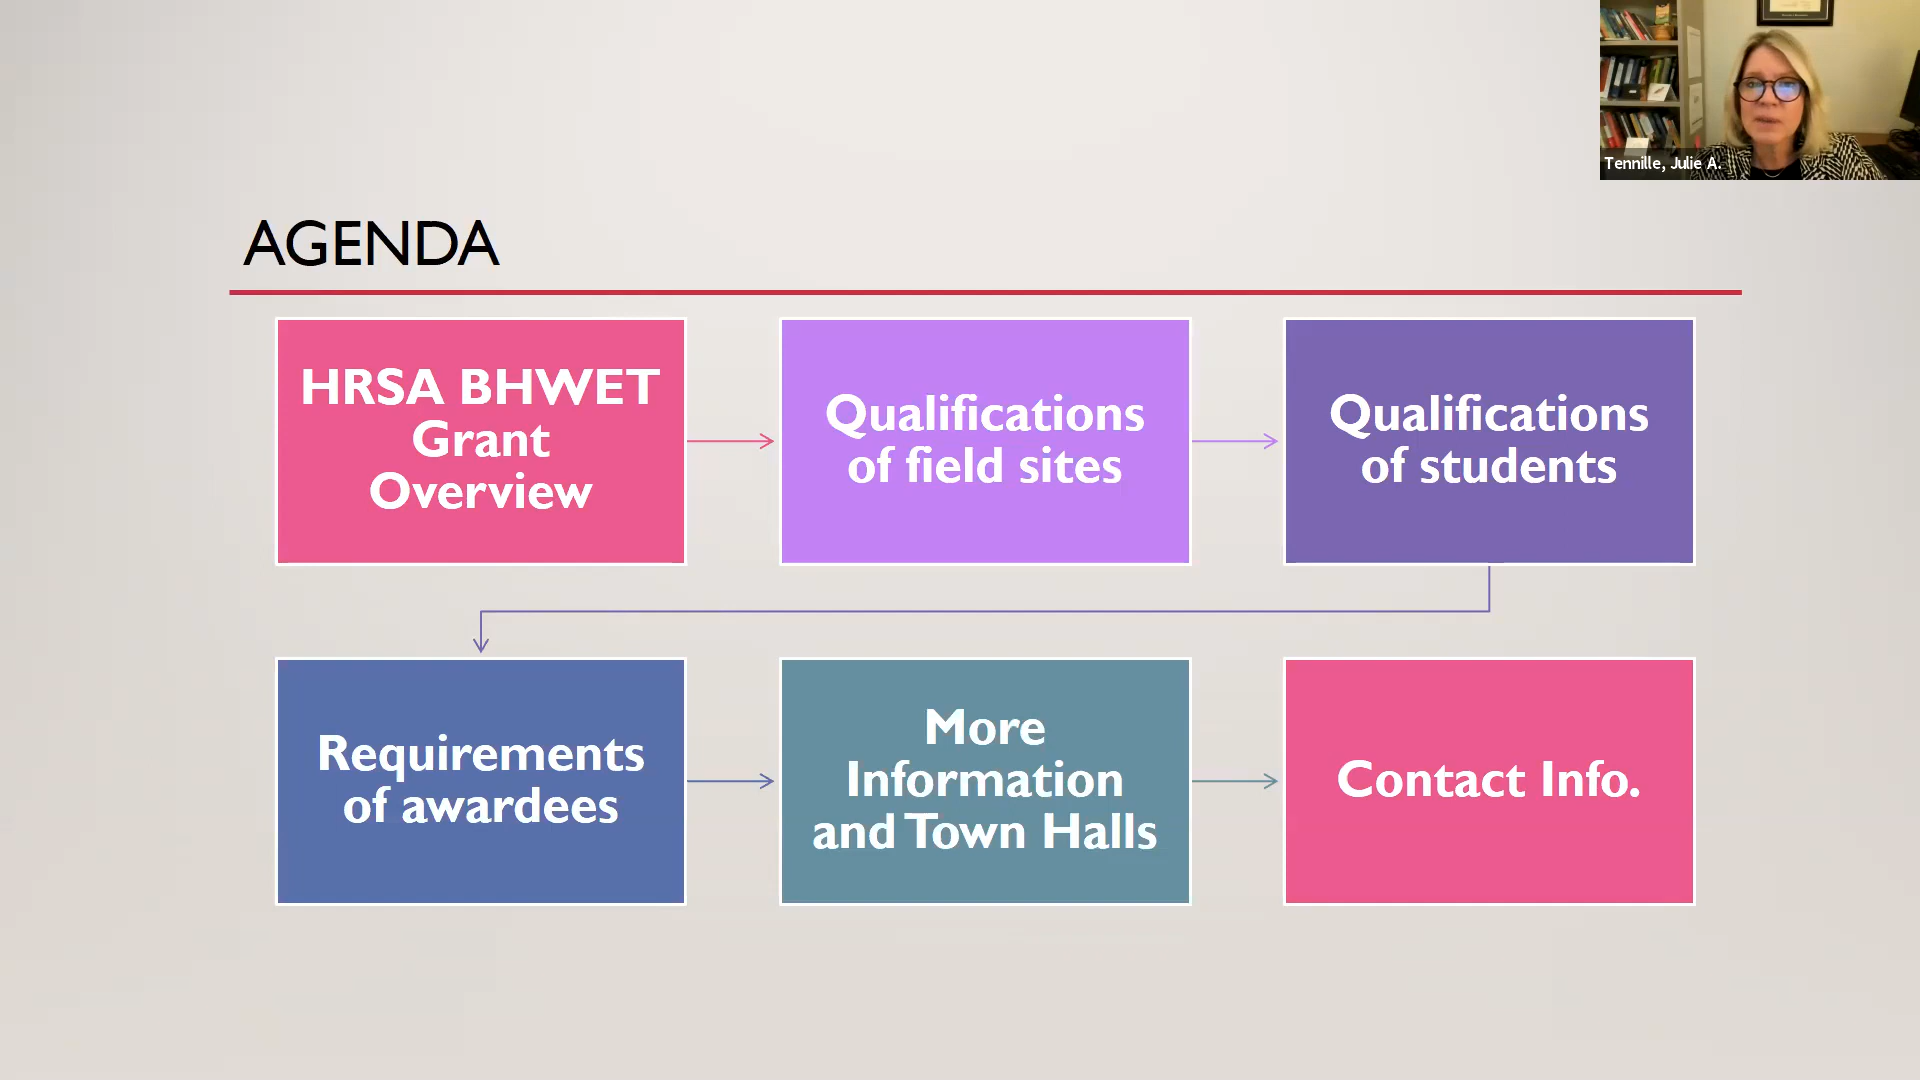 Tennille, Julie A.
AGENDA
HRSA BHWET
Grant
Overview
Qualifications
of field sites
Qualifications
of students
Requirements
of awardees
More
Information
and Town Halls
Contact Info.